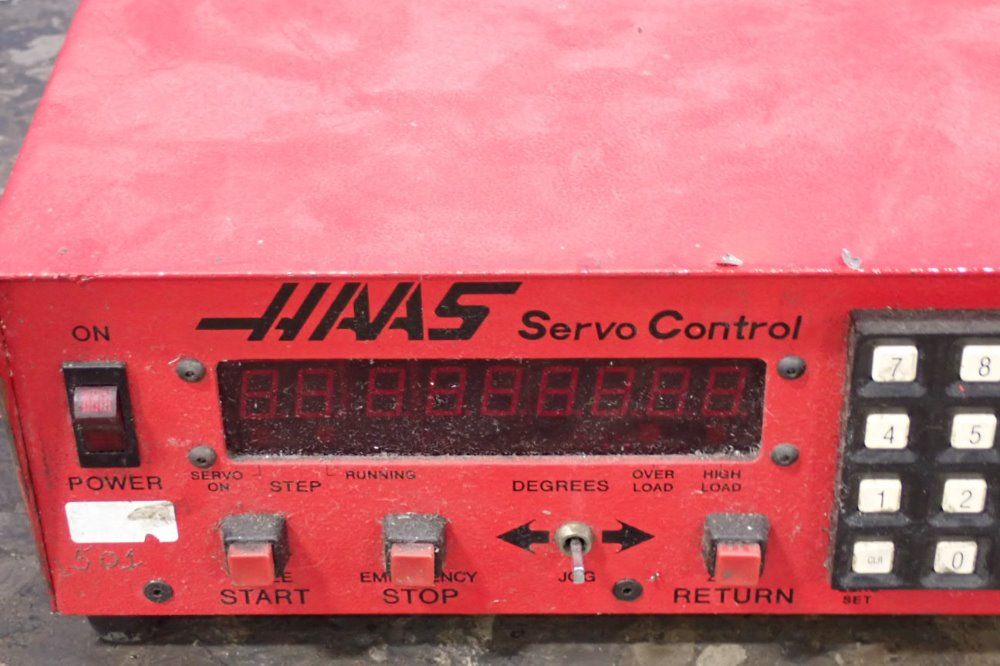 HAAS Servo Control
ON
POWER
SERVO ON
STEP
RUNNING
DEGREES
OVER LOAD
HIGH LOAD
501
START
EMERGENCY STOP
JOG
RETURN
SET
7 8
4 5
1 2
CLR 0